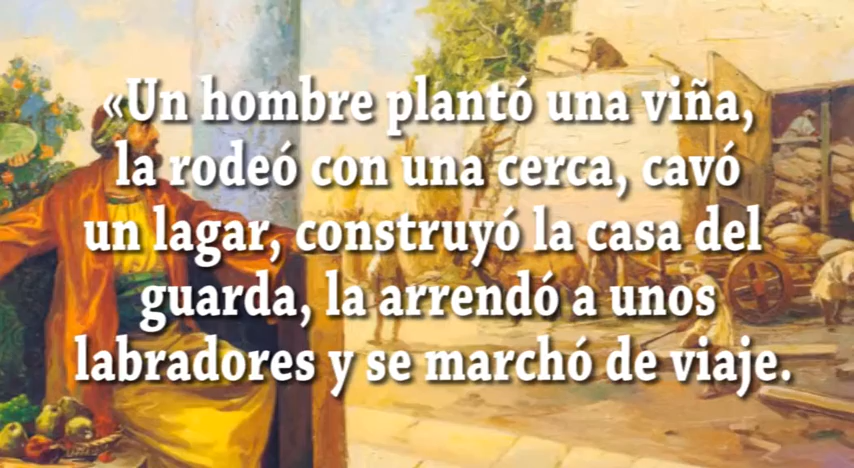 «Un hombre plantó una viña,
la rodeó con una cerca, cavó
un lagar, construyó la casa del
guarda, la arrendó a unos
labradores y se marchó de viaje.